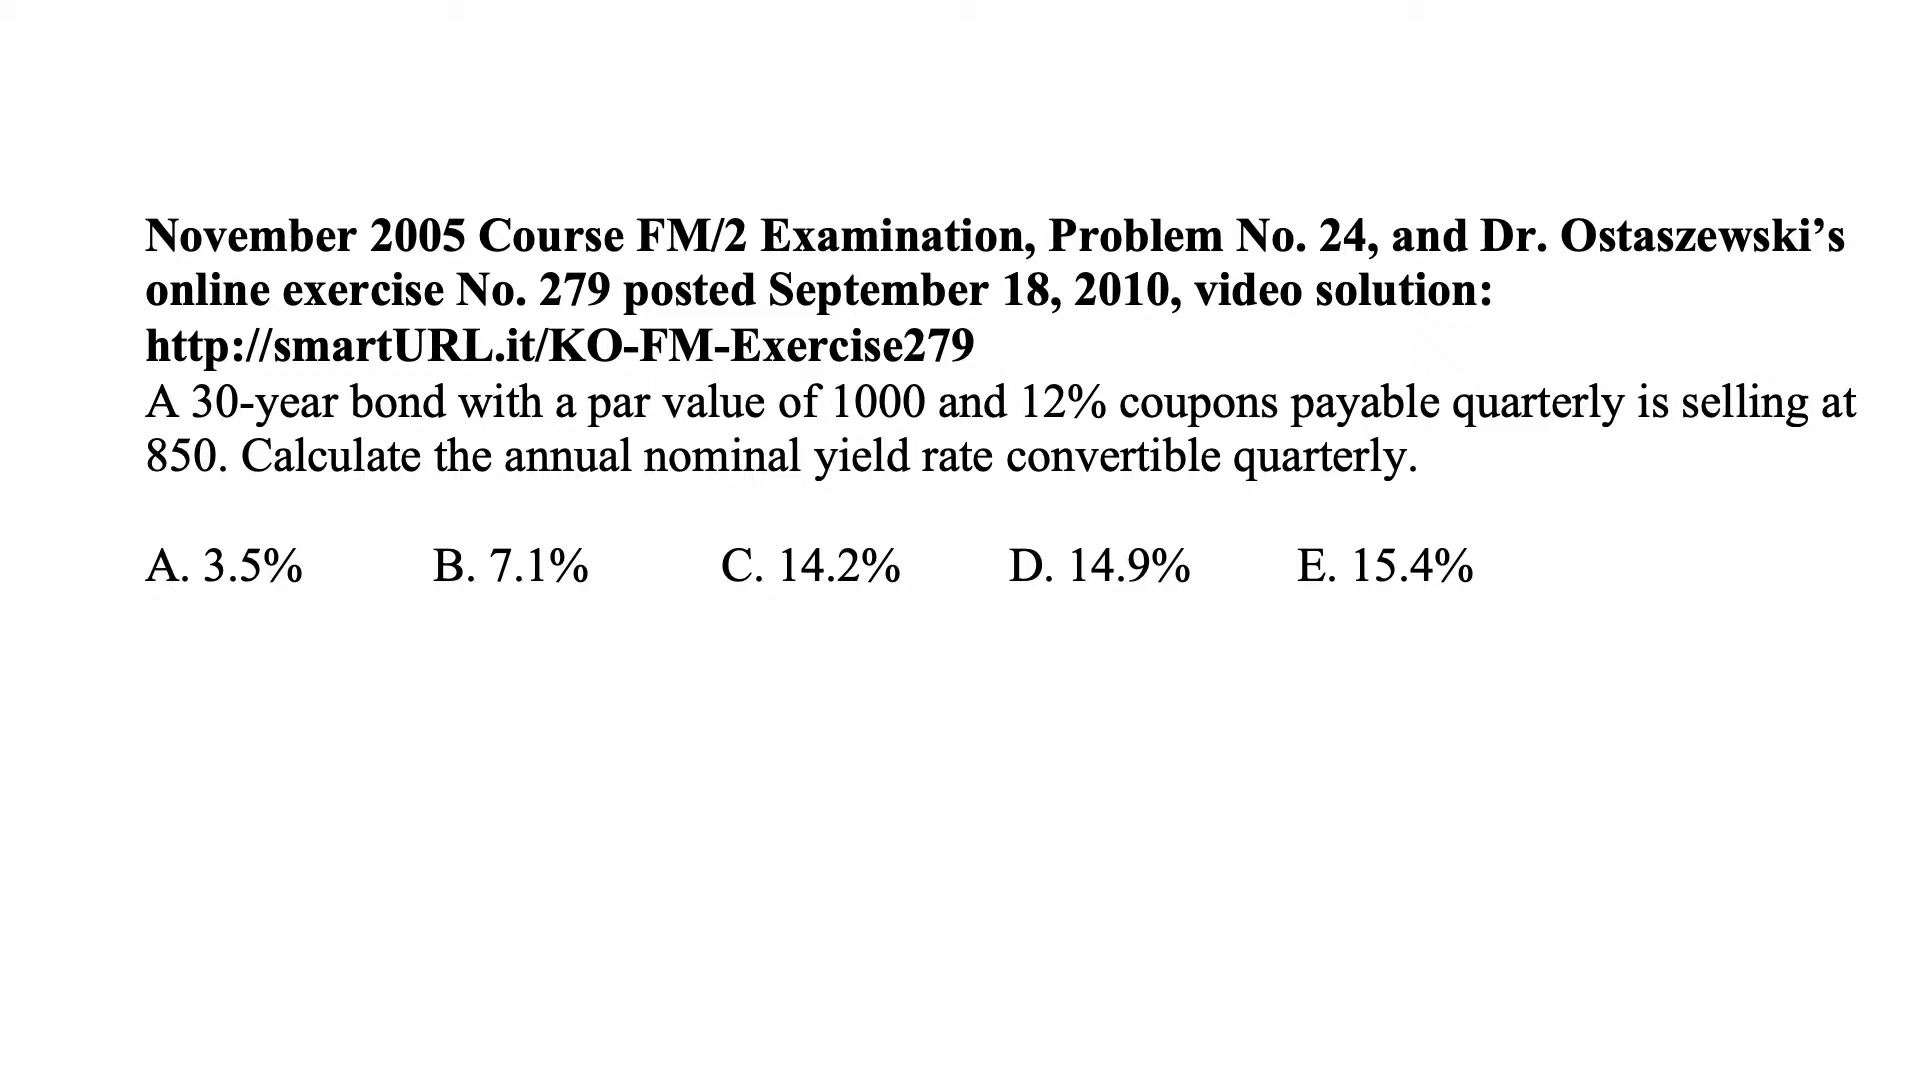 November 2005 Course FM/2 Examination, Problem No. 24, and Dr. Ostaszewski’s
online exercise No. 279 posted September 18, 2010, video solution:
http://smartURL.it/KO-FM-Exercise279
A 30-year bond with a par value of 1000 and 12% coupons payable quarterly is selling at
850. Calculate the annual nominal yield rate convertible quarterly.
A. 3.5% B. 7.1% C. 14.2% D. 14.9% E. 15.4%